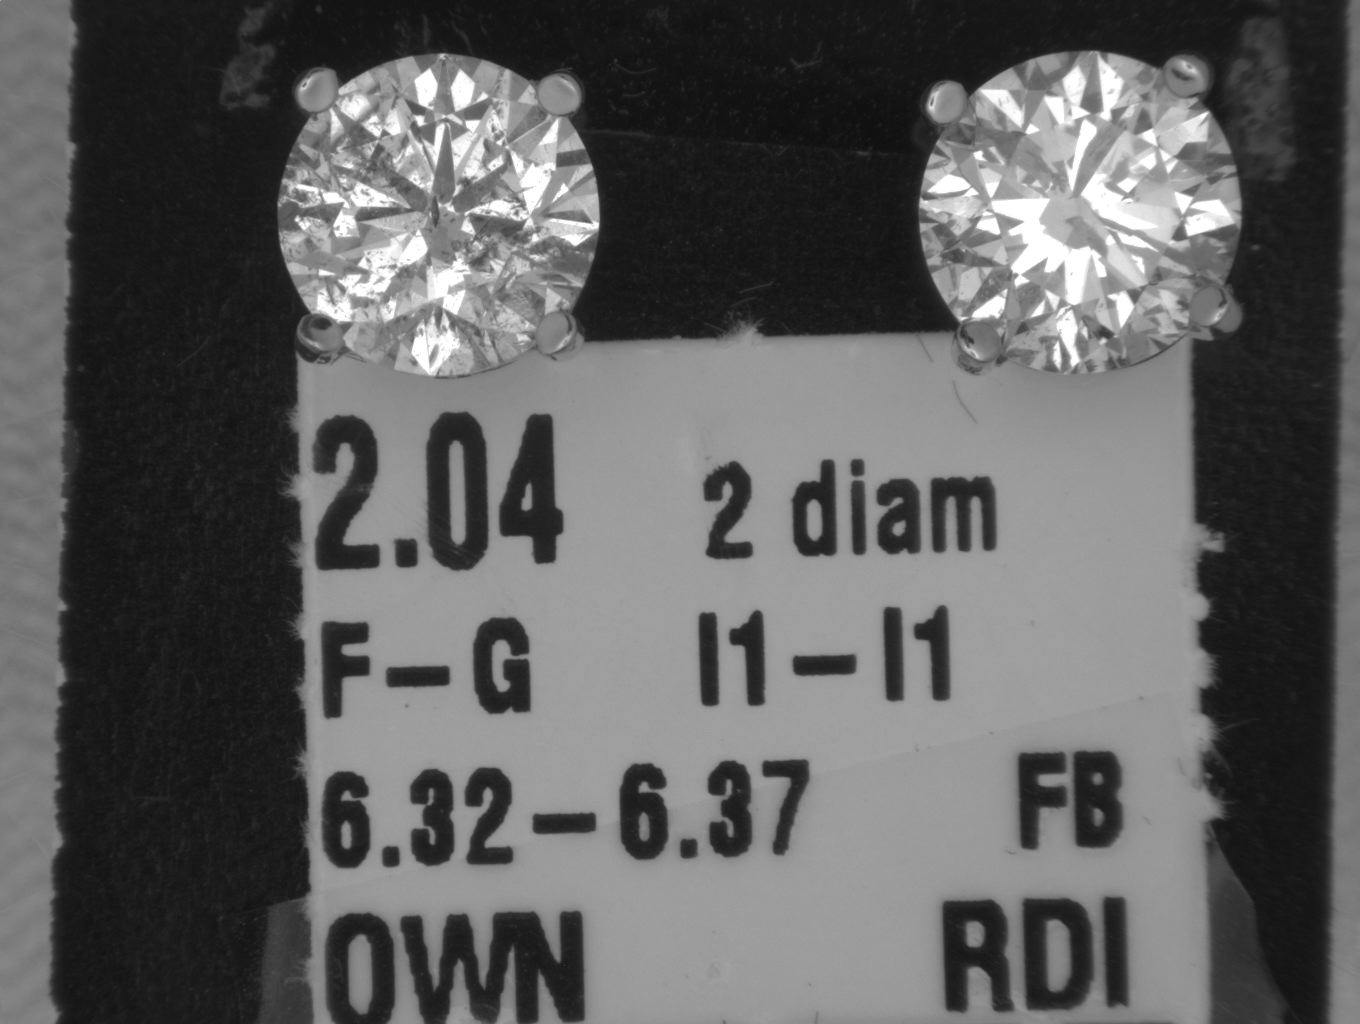 2.04 2 diam
F-G I1-I1
6.32-6.37 FB
OWN RDI